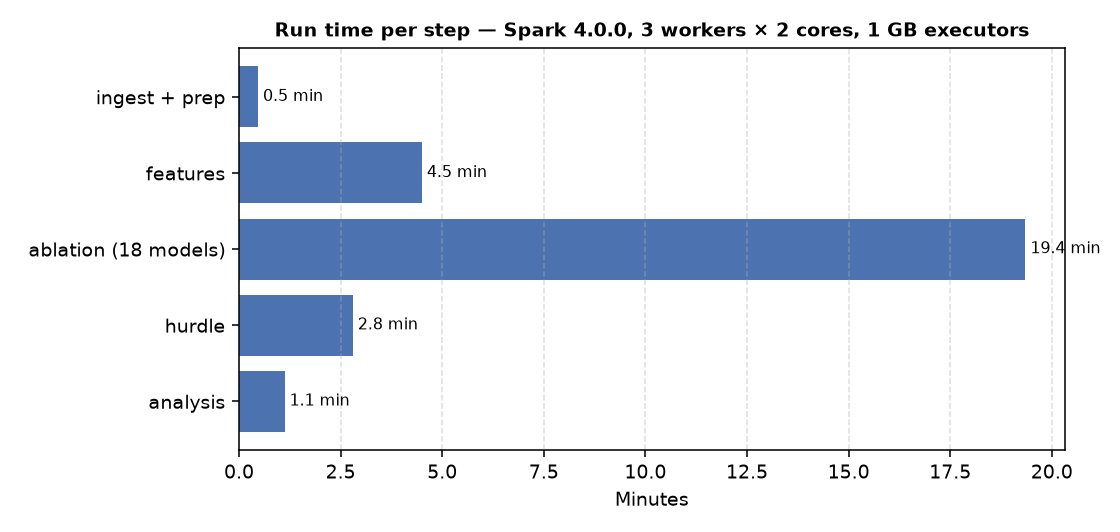 Run time per step — Spark 4.0.0, 3 workers × 2 cores, 1 GB executors
ingest + prep
0.5 min
features
4.5 min
ablation (18 models)
19.4 min
hurdle
2.8 min
analysis
1.1 min
0.0 2.5 5.0 7.5 10.0 12.5 15.0 17.5 20.0
Minutes